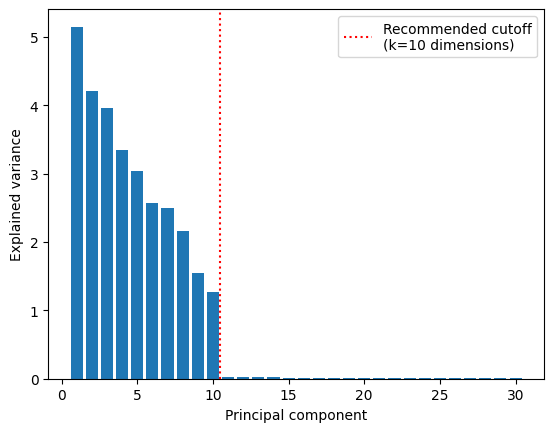 Recommended cutoff
(k=10 dimensions)
Explained variance
5
4
3
2
1
0
0 5 10 15 20 25 30
Principal component